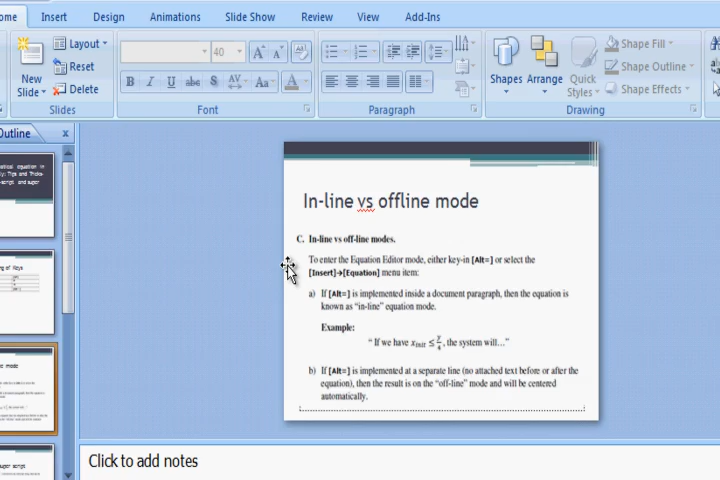 ome Insert Design Animations Slide Show Review View Add-Ins
New
Slide
Layout
Reset
Delete
Slides
40
B I U abc S AV Aa A
Font
Paragraph
Shapes Arrange Quick
Styles
Shape Fill
Shape Outline
Shape Effects
Drawing
Outline x
In-line vs offline mode
C. In-line vs off-line modes.
To enter the Equation Editor mode, either key-in [Alt=] or select the
[Insert]→[Equation] menu item:
a) If [Alt=] is implemented inside a document paragraph, then the equation is
known as “in-line” equation mode.
Example:
“ If we have xinit ≤ y/4, the system will…”
b) If [Alt=] is implemented at a separate line (no attached text before or after the
equation), then the result is on the “off-line” mode and will be centered
automatically.
Click to add notes